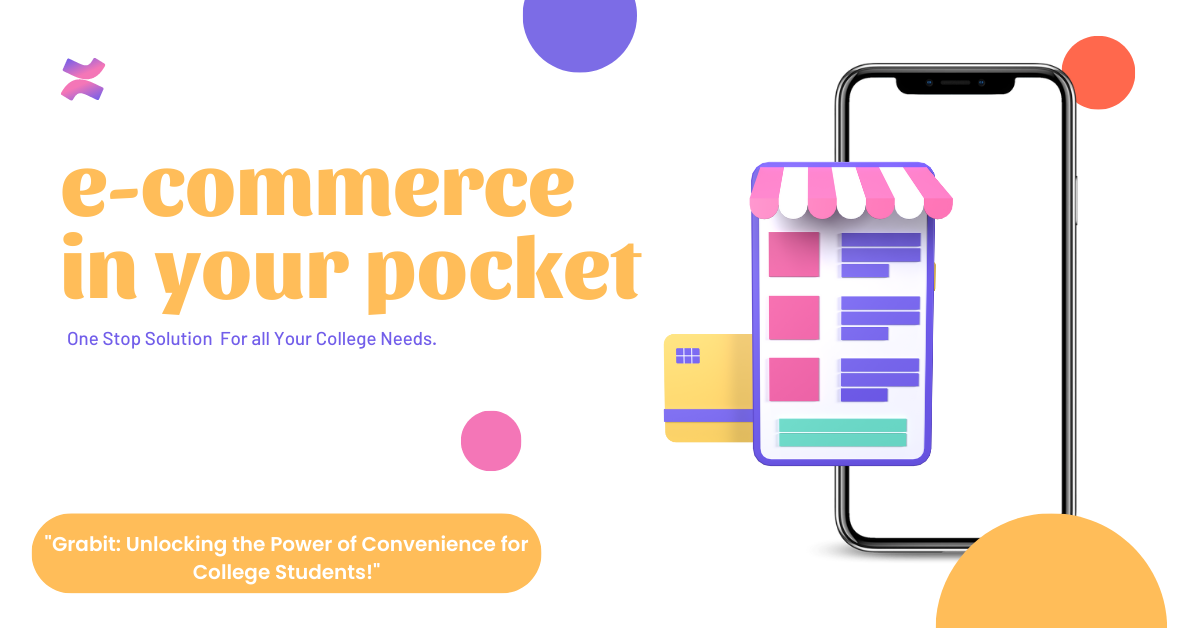 e-commerce
in your pocket
One Stop Solution  For all Your College Needs.
"Grabit: Unlocking the Power of Convenience for
College Students!"